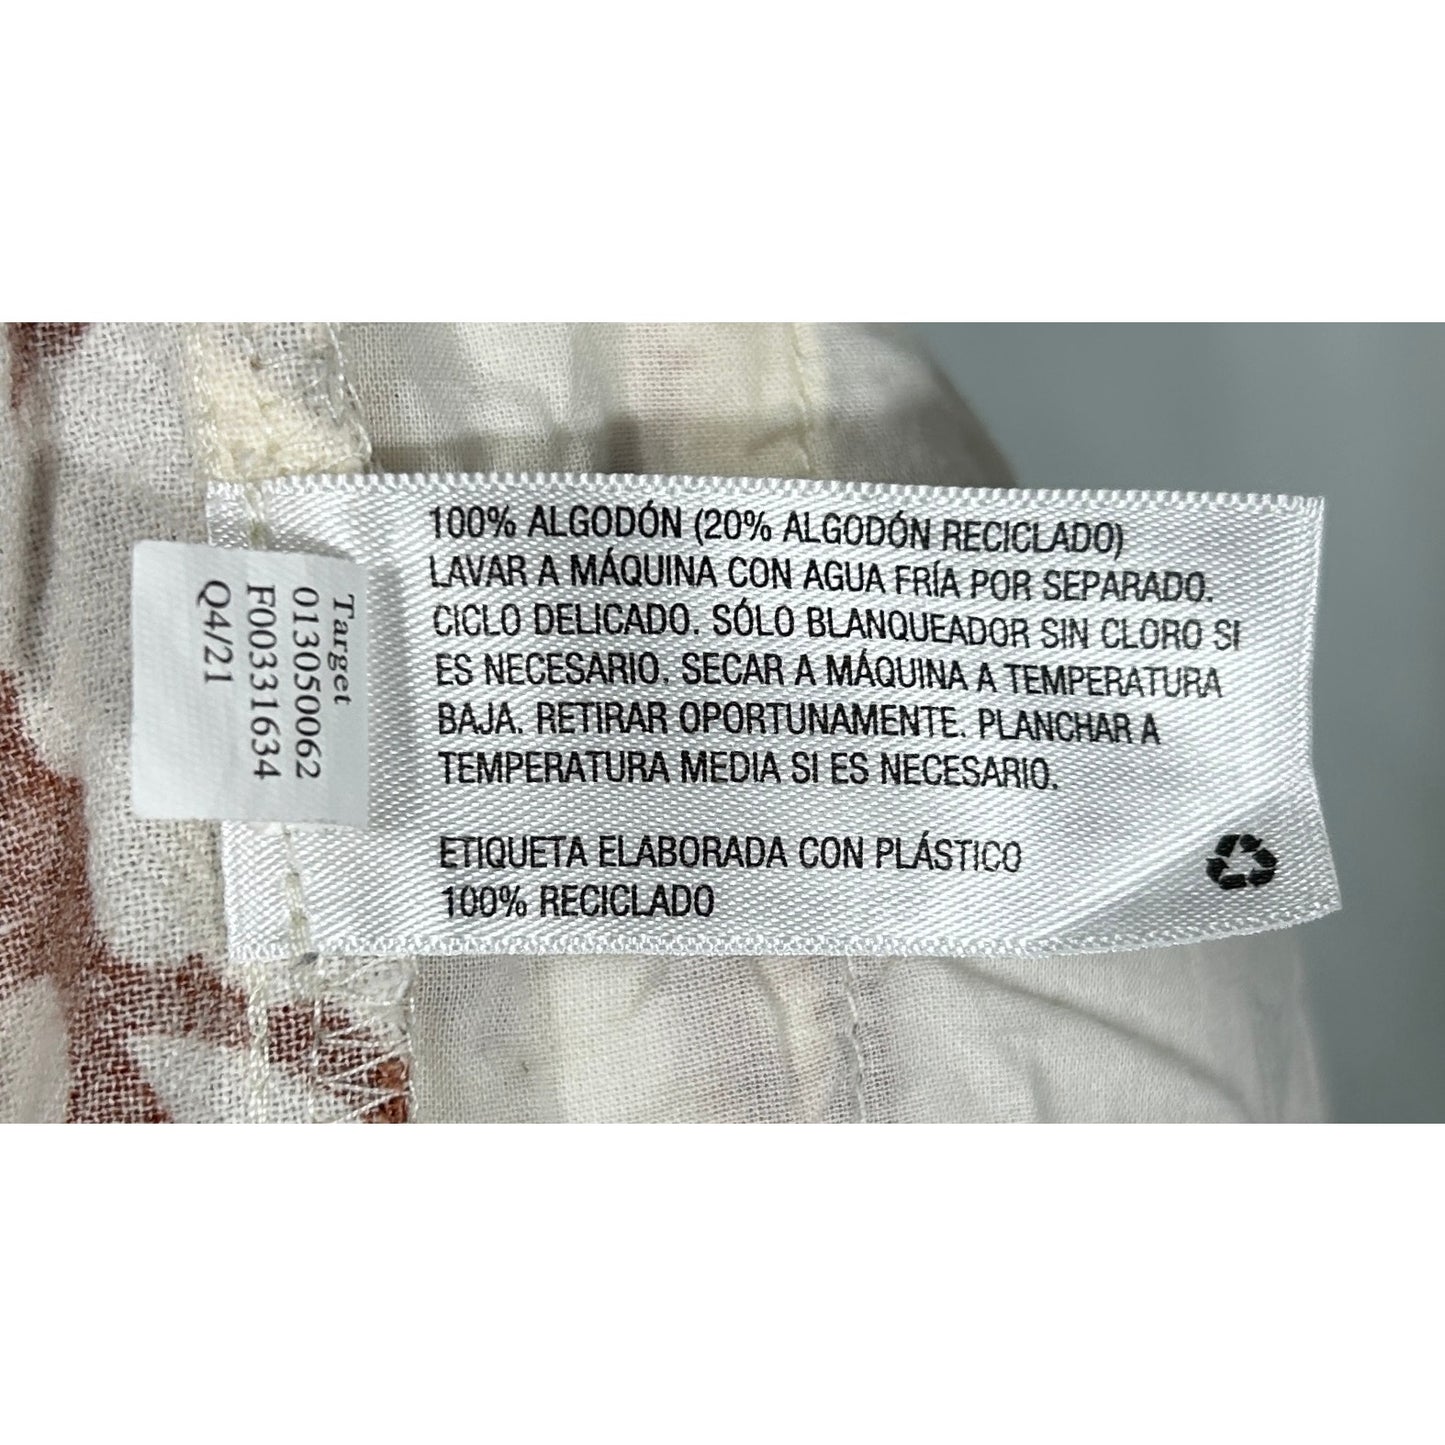 Target
013050062
F00331634
Q4/21
100% ALGODÓN (20% ALGODÓN RECICLADO)
LAVAR A MÁQUINA CON AGUA FRÍA POR SEPARADO.
CICLO DELICADO. SÓLO BLANQUEADOR SIN CLORO SI
ES NECESARIO. SECAR A MÁQUINA A TEMPERATURA
BAJA. RETIRAR OPORTUNAMENTE. PLANCHAR A
TEMPERATURA MEDIA SI ES NECESARIO.
ETIQUETA ELABORADA CON PLÁSTICO
100% RECICLADO